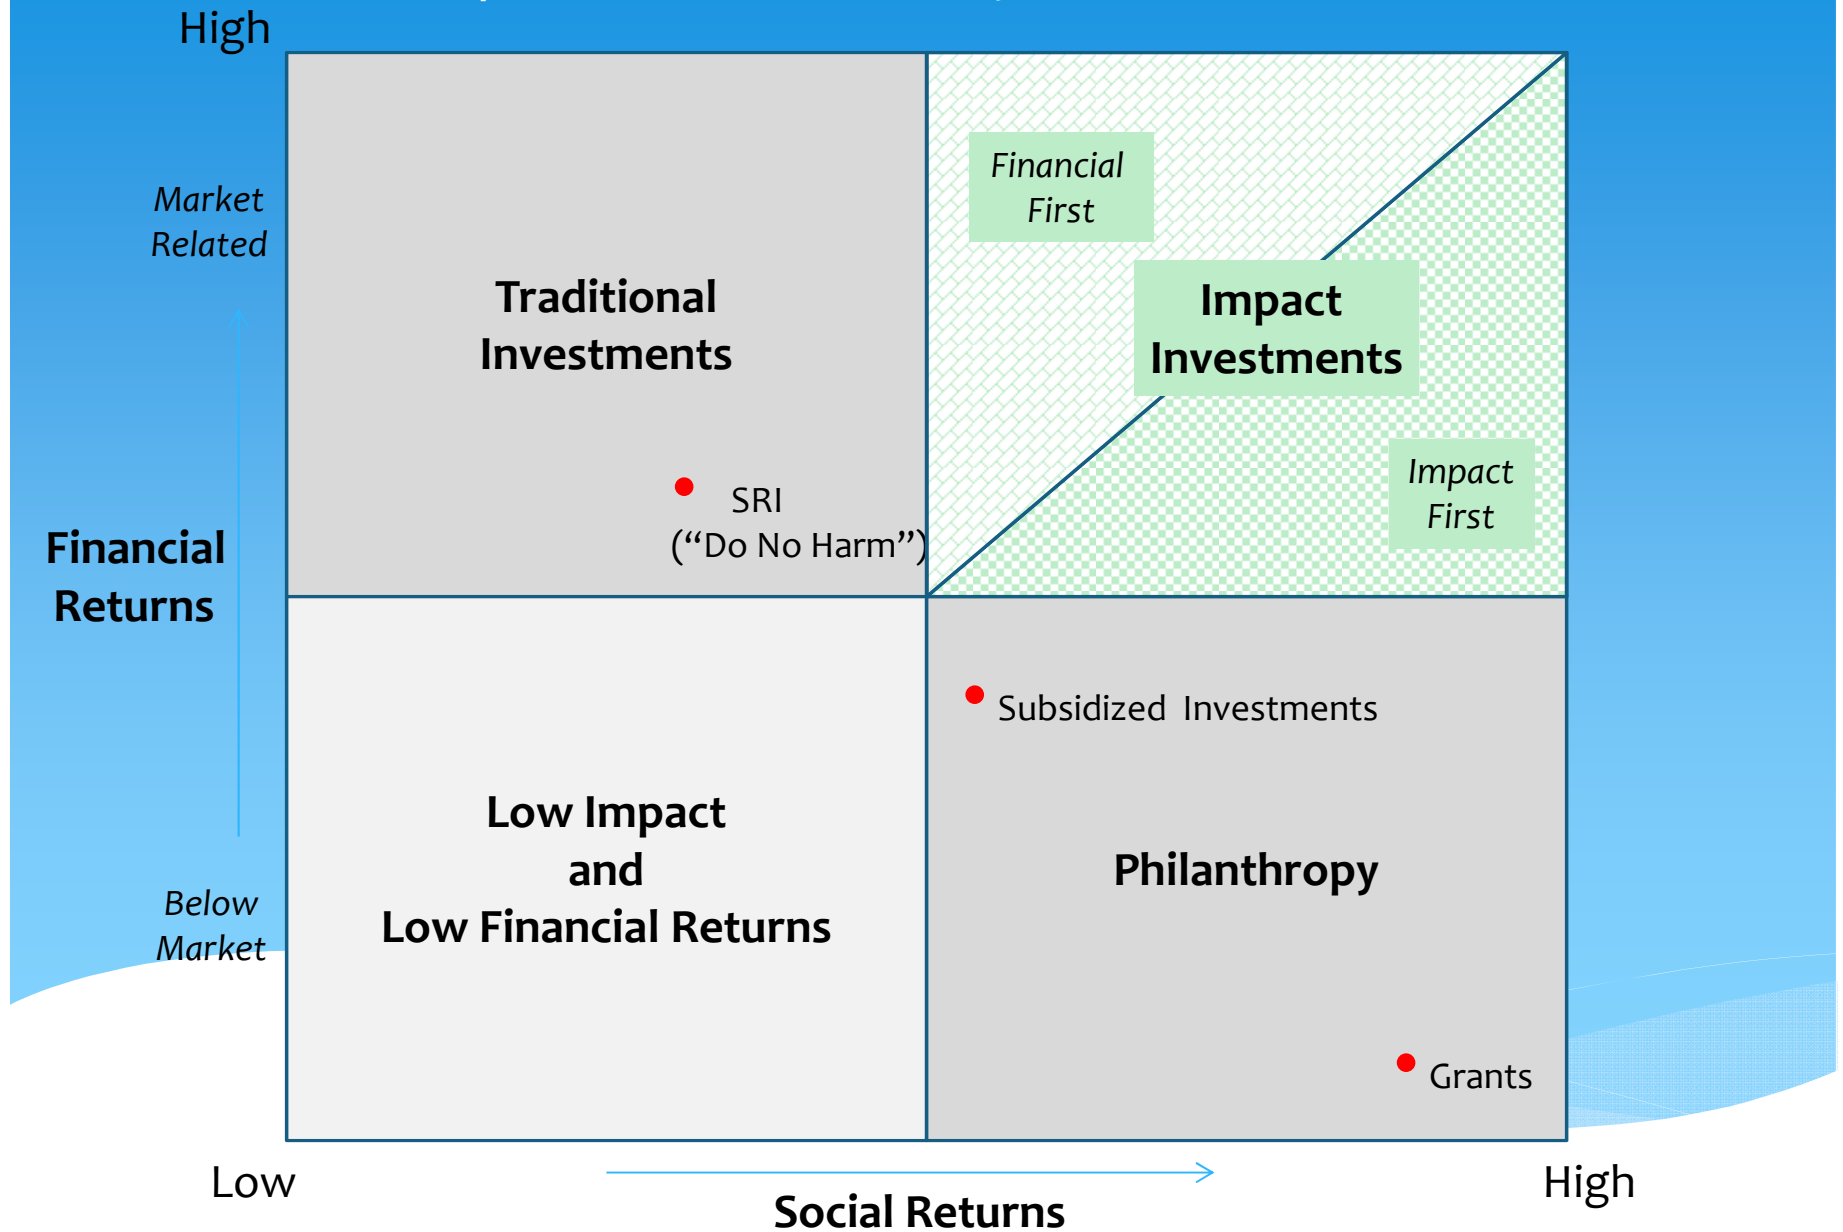 High
Market
Related
Financial
First
Traditional
Investments
Impact
Investments
SRI
(“Do No Harm”)
Impact
First
Financial
Returns
Subsidized Investments
Low Impact
and
Low Financial Returns
Philanthropy
Below
Market
Grants
Low
High
Social Returns